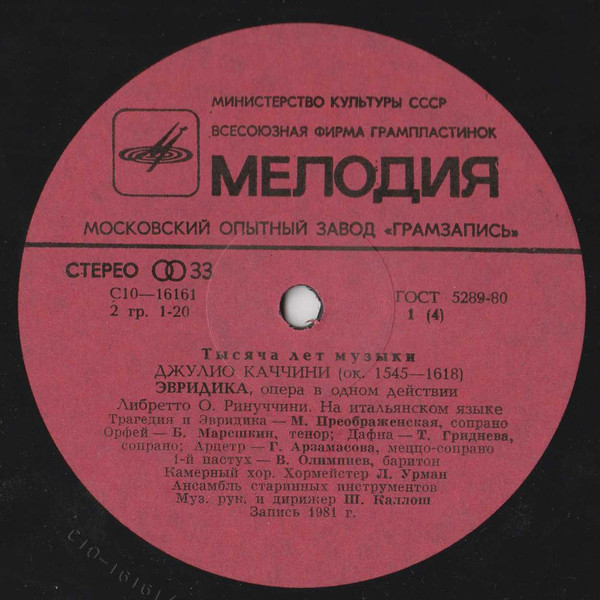 МИНИСТЕРСТВО КУЛЬТУРЫ СССР
ВСЕСОЮЗНАЯ ФИРМА ГРАМПЛАСТИНОК
МЕЛОДИЯ
МОСКОВСКИЙ ОПЫТНЫЙ ЗАВОД «ГРАМЗАПИСЬ»
СТЕРЕО 33
С10—16161
2 гр. 1-20
ГОСТ 5289-80
1 (4)
Тысяча лет музыки
ДЖУЛИО КАЧЧИНИ (ок. 1545—1618)
ЭВРИДИКА, опера в одном действии
Либретто О. Ринуччини. На итальянском языке
Трагедия и Эвридика — М. Преображенская, сопрано
Орфей — Б. Марешкин, тенор; Дафна — Т. Гриднева,
сопрано; Арцетр — Г. Арзамасова, меццо-сопрано
1-й пастух — В. Олимпиев, баритон
Камерный хор. Хормейстер Л. Урман
Ансамбль старинных инструментов
Муз. рук. и дирижер Ш. Каллош
Запись 1981 г.
С10-16161